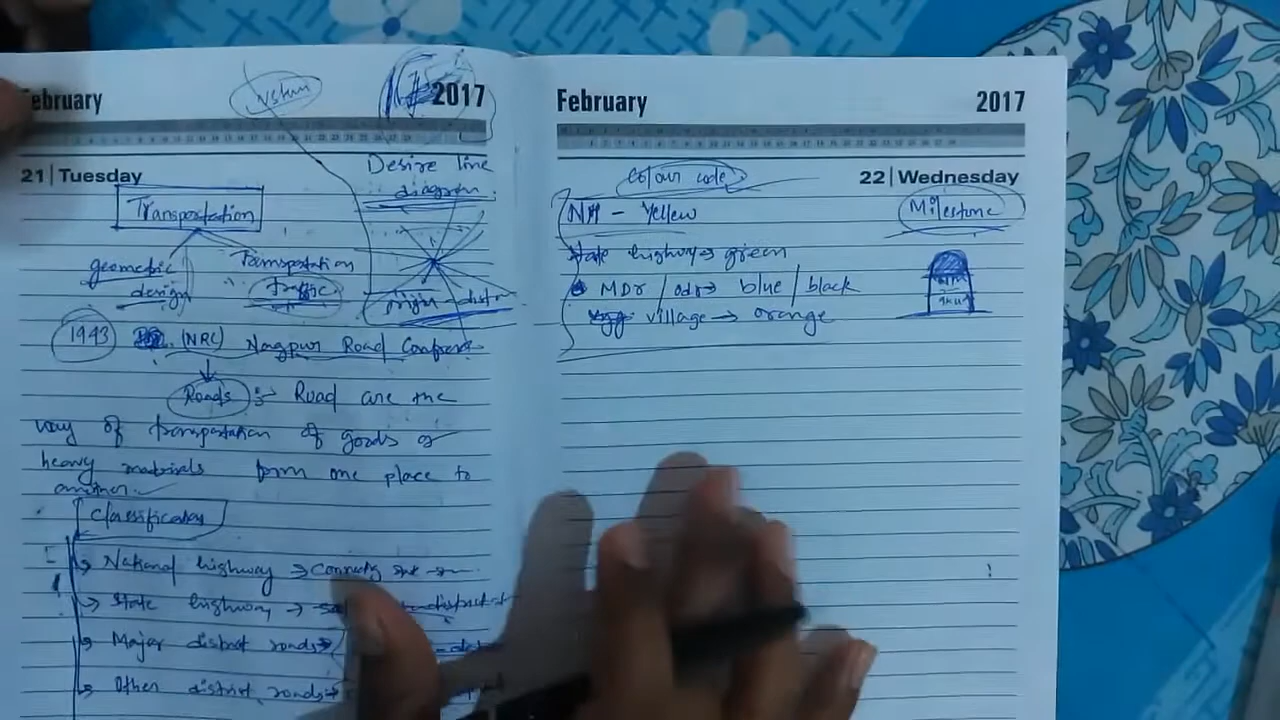 February 2017
21 | Tuesday
System
Desire line
diagram
Transportation
geometric
design
Transportation
traffic
1943 (NRC) Nagpur Road
Roads :- Road are the
way of transportation of goods or
heavy materials form one place to
another
Classification
National highway →
State highway →
Major district roads →
Other district roads →
February 2017
22 | Wednesday
Colour code
Milestone
NH - Yellow
State highway → green
MDr / odr → blue / black
village → orange